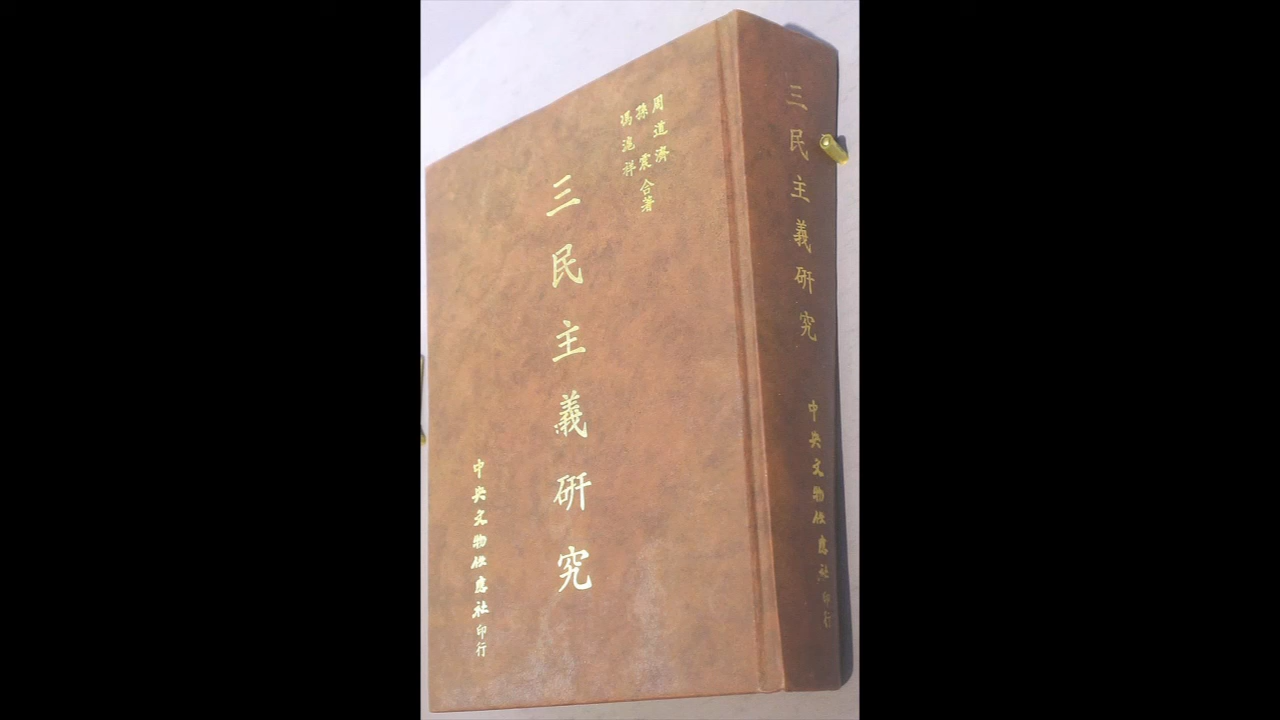 周道濟
孫震合著
馮滬祥
三民主義研究
中央文物供應社印行
三民主義研究
中央文物供應社印行